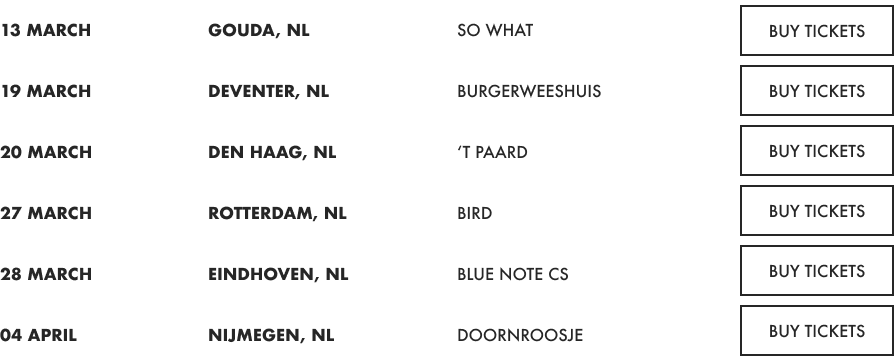 13 MARCH GOUDA, NL SO WHAT BUY TICKETS
19 MARCH DEVENTER, NL BURGERWEESHUIS BUY TICKETS
20 MARCH DEN HAAG, NL ‘T PAARD BUY TICKETS
27 MARCH ROTTERDAM, NL BIRD BUY TICKETS
28 MARCH EINDHOVEN, NL BLUE NOTE CS BUY TICKETS
04 APRIL NIJMEGEN, NL DOORNROOSJE BUY TICKETS